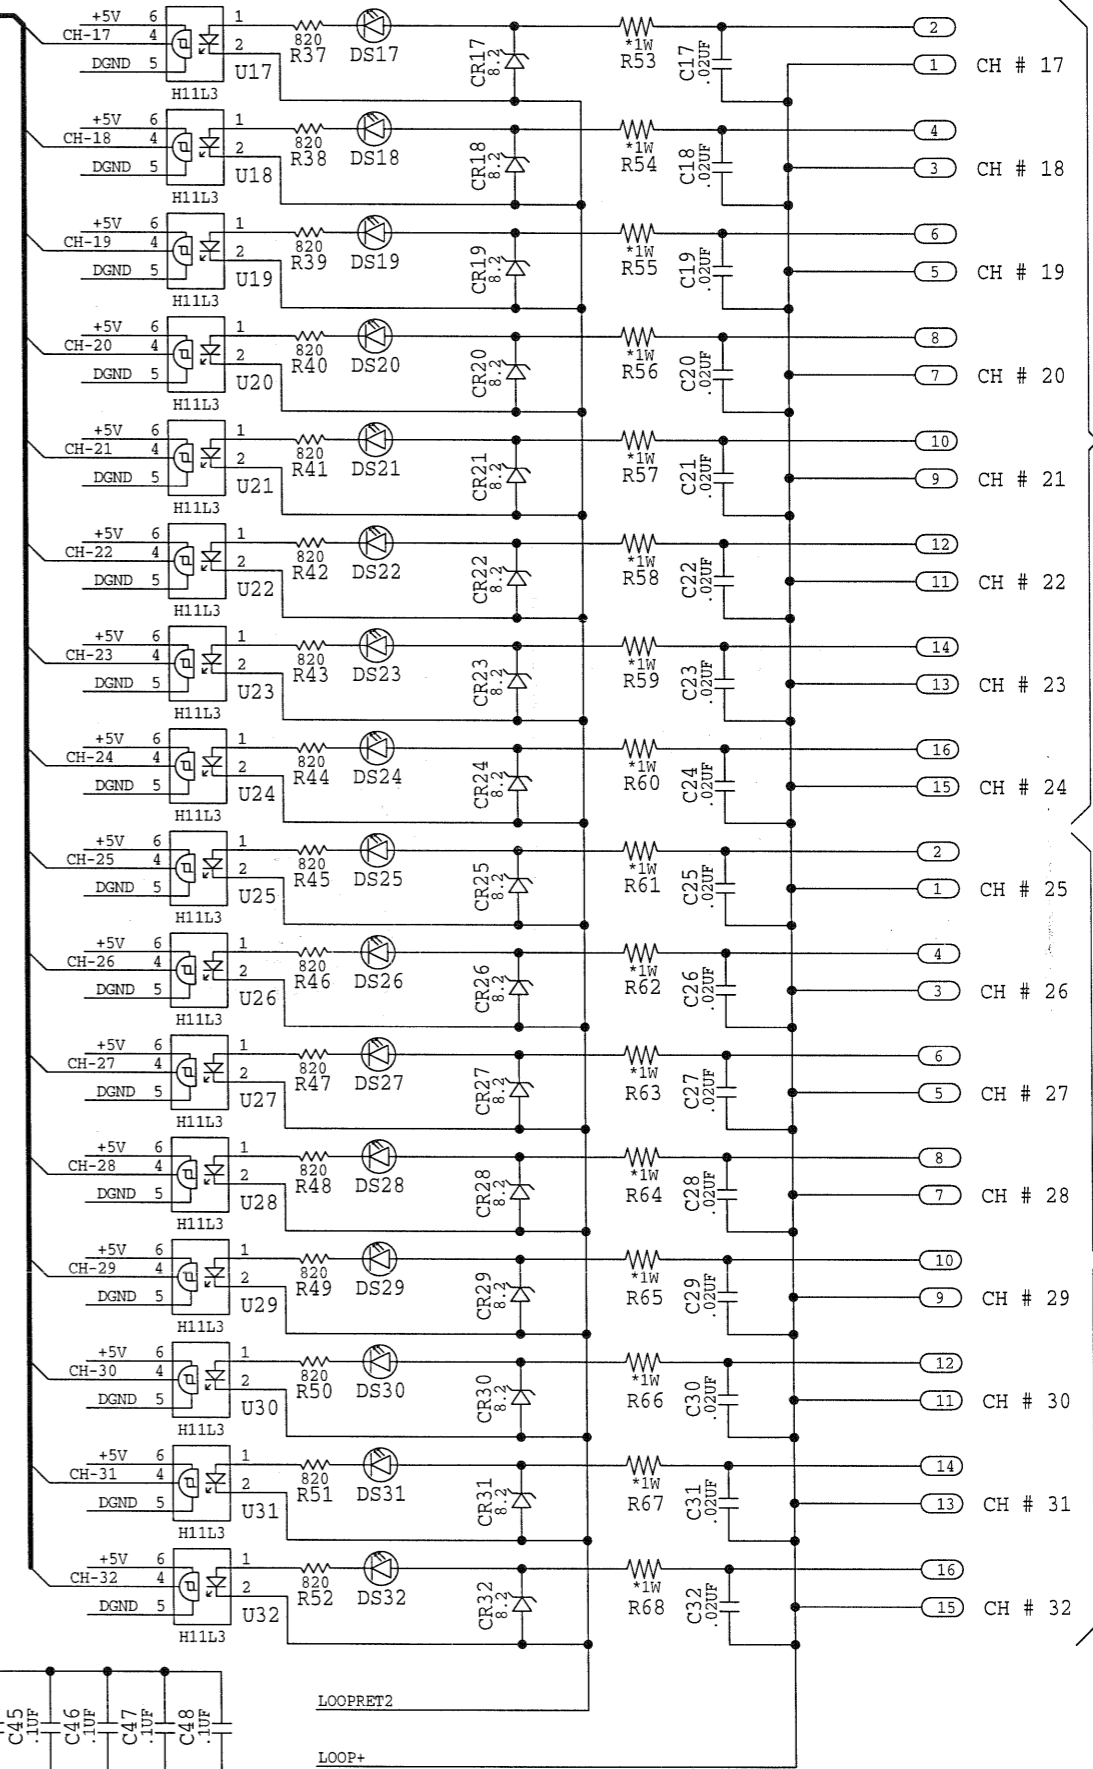 +5V 6 1 2
CH-17 4 820 *1W C17 .02UF
2 R37 DS17 CR17 8.2 R53 1 CH # 17
DGND 5 U17
H11L3
+5V 6 1 4
CH-18 4 820 *1W C18 .02UF
2 R38 DS18 CR18 8.2 R54 3 CH # 18
DGND 5 U18
H11L3
+5V 6 1 6
CH-19 4 820 *1W C19 .02UF
2 R39 DS19 CR19 8.2 R55 5 CH # 19
DGND 5 U19
H11L3
+5V 6 1 8
CH-20 4 820 *1W C20 .02UF
2 R40 DS20 CR20 8.2 R56 7 CH # 20
DGND 5 U20
H11L3
+5V 6 1 10
CH-21 4 820 *1W C21 .02UF
2 R41 DS21 CR21 8.2 R57 9 CH # 21
DGND 5 U21
H11L3
+5V 6 1 12
CH-22 4 820 *1W C22 .02UF
2 R42 DS22 CR22 8.2 R58 11 CH # 22
DGND 5 U22
H11L3
+5V 6 1 14
CH-23 4 820 *1W C23 .02UF
2 R43 DS23 CR23 8.2 R59 13 CH # 23
DGND 5 U23
H11L3
+5V 6 1 16
CH-24 4 820 *1W C24 .02UF
2 R44 DS24 CR24 8.2 R60 15 CH # 24
DGND 5 U24
H11L3
+5V 6 1 2
CH-25 4 820 *1W C25 .02UF
2 R45 DS25 CR25 8.2 R61 1 CH # 25
DGND 5 U25
H11L3
+5V 6 1 4
CH-26 4 820 *1W C26 .02UF
2 R46 DS26 CR26 8.2 R62 3 CH # 26
DGND 5 U26
H11L3
+5V 6 1 6
CH-27 4 820 *1W C27 .02UF
2 R47 DS27 CR27 8.2 R63 5 CH # 27
DGND 5 U27
H11L3
+5V 6 1 8
CH-28 4 820 *1W C28 .02UF
2 R48 DS28 CR28 8.2 R64 7 CH # 28
DGND 5 U28
H11L3
+5V 6 1 10
CH-29 4 820 *1W C29 .02UF
2 R49 DS29 CR29 8.2 R65 9 CH # 29
DGND 5 U29
H11L3
+5V 6 1 12
CH-30 4 820 *1W C30 .02UF
2 R50 DS30 CR30 8.2 R66 11 CH # 30
DGND 5 U30
H11L3
+5V 6 1 14
CH-31 4 820 *1W C31 .02UF
2 R51 DS31 CR31 8.2 R67 13 CH # 31
DGND 5 U31
H11L3
+5V 6 1 16
CH-32 4 820 *1W C32 .02UF
2 R52 DS32 CR32 8.2 R68 15 CH # 32
DGND 5 U32
H11L3
C45 .1UF C46 .1UF C47 .1UF C48 .1UF
LOOPRET2
LOOP+